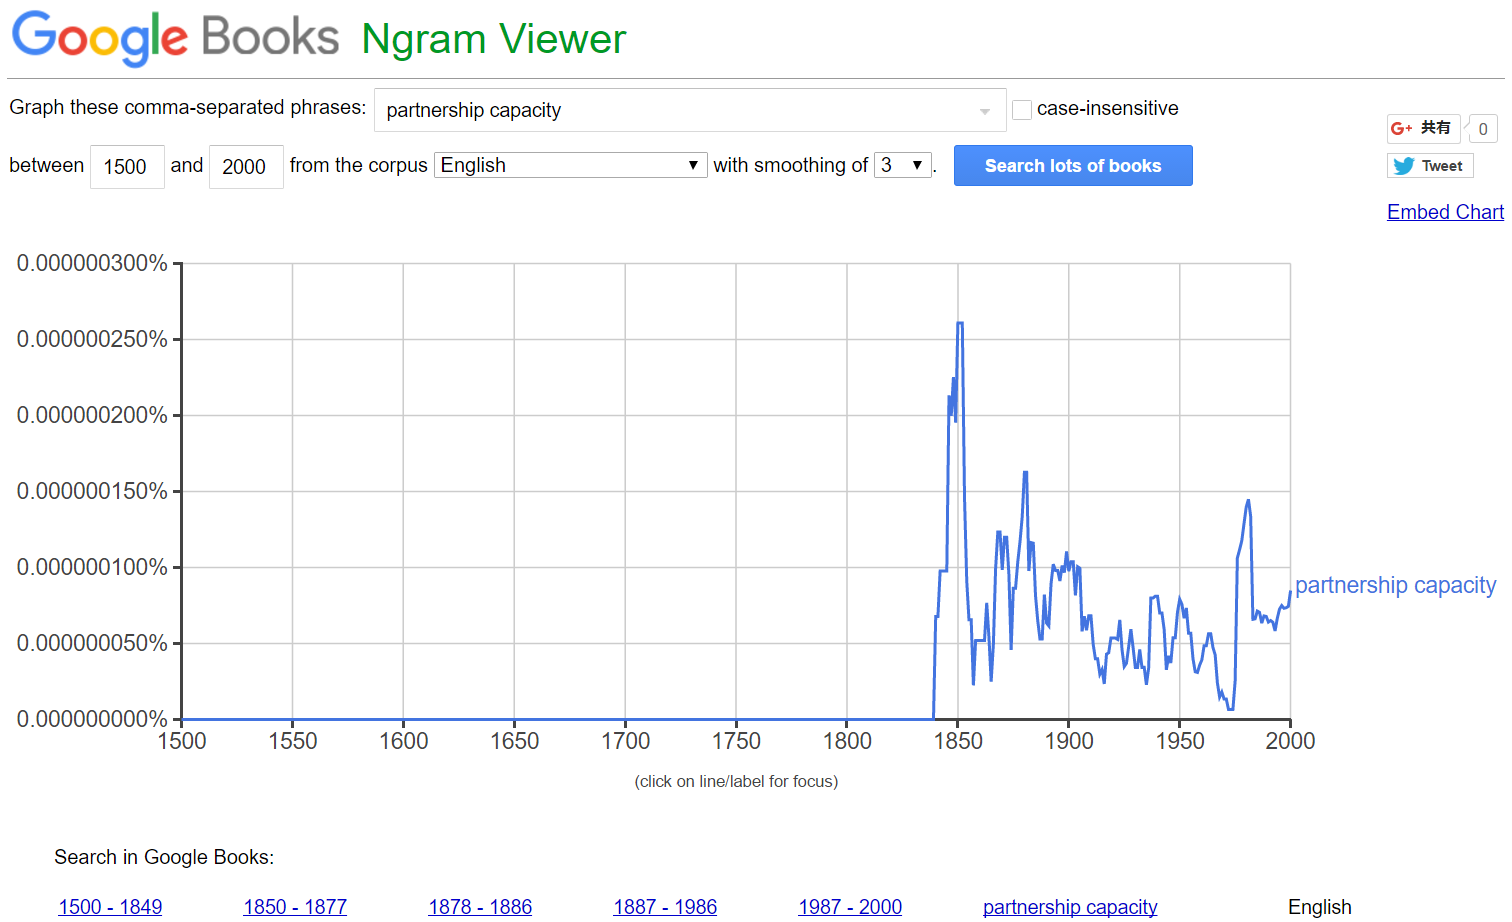 Google Books Ngram Viewer
Graph these comma-separated phrases: partnership capacity case-insensitive
G+ 共有 0
between 1500 and 2000 from the corpus English with smoothing of 3 . Search lots of books
Tweet
Embed Chart
0.000000300%
0.000000250%
0.000000200%
0.000000150%
0.000000100%
partnership capacity
0.000000050%
0.000000000%
1500 1550 1600 1650 1700 1750 1800 1850 1900 1950 2000
(click on line/label for focus)
Search in Google Books:
1500 - 1849 1850 - 1877 1878 - 1886 1887 - 1986 1987 - 2000 partnership capacity English